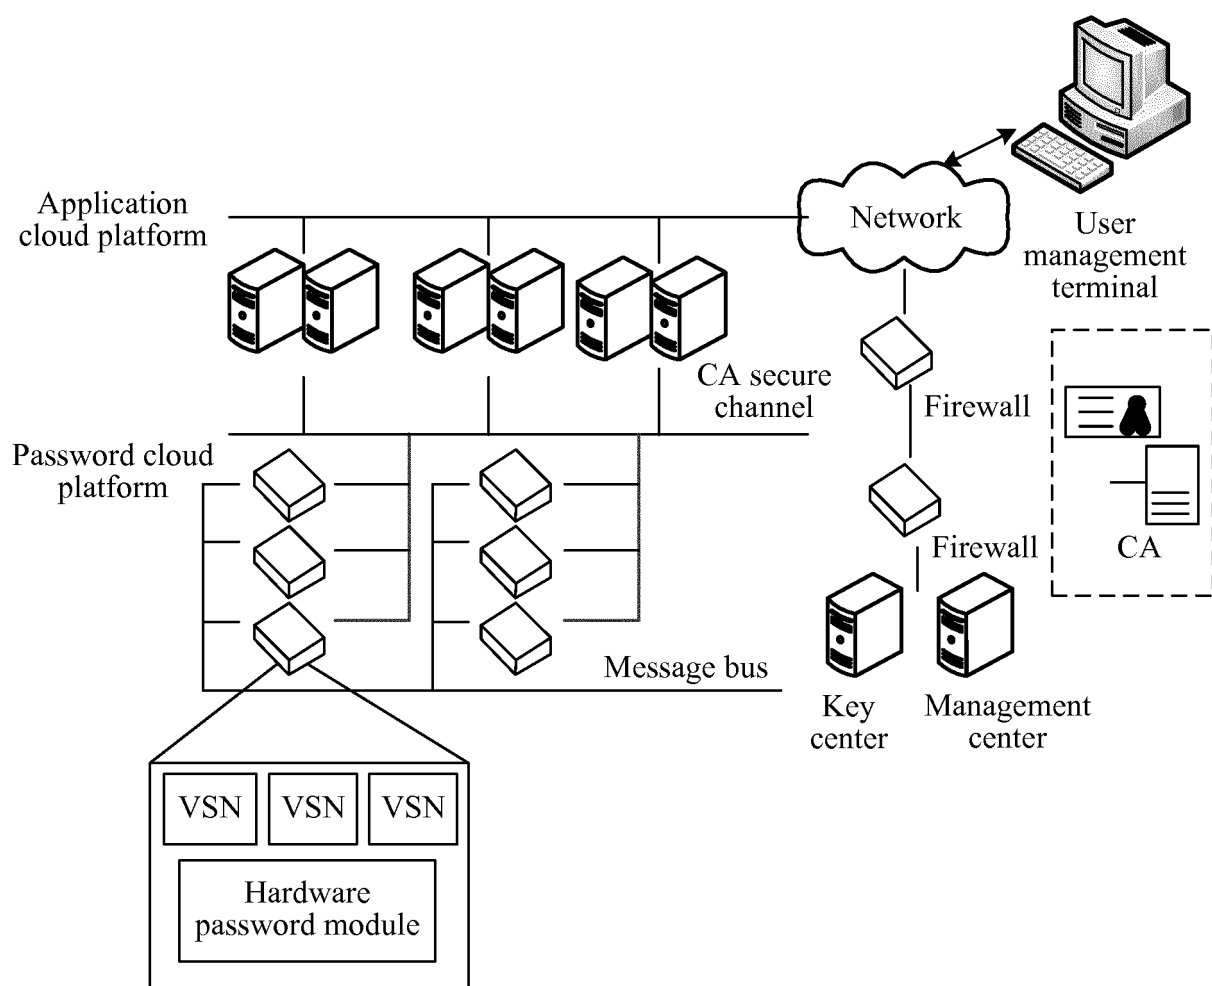 Application
cloud platform
Network
User
management
terminal
CA secure
channel
Firewall
Password cloud
platform
Firewall
CA
Message bus
Key
center
Management
center
VSN
VSN
VSN
Hardware
password module